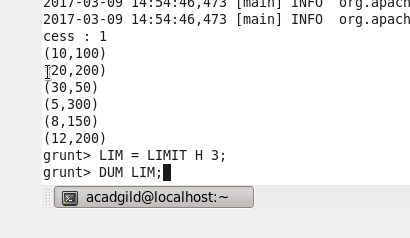 2017-03-09 14:54:46,473 [main] INFO org.apach
2017-03-09 14:54:46,473 [main] INFO org.apach
cess : 1
(10,100)
(20,200)
(30,50)
(5,300)
(8,150)
(12,200)
grunt> LIM = LIMIT H 3;
grunt> DUM LIM;
acadgild@localhost:~